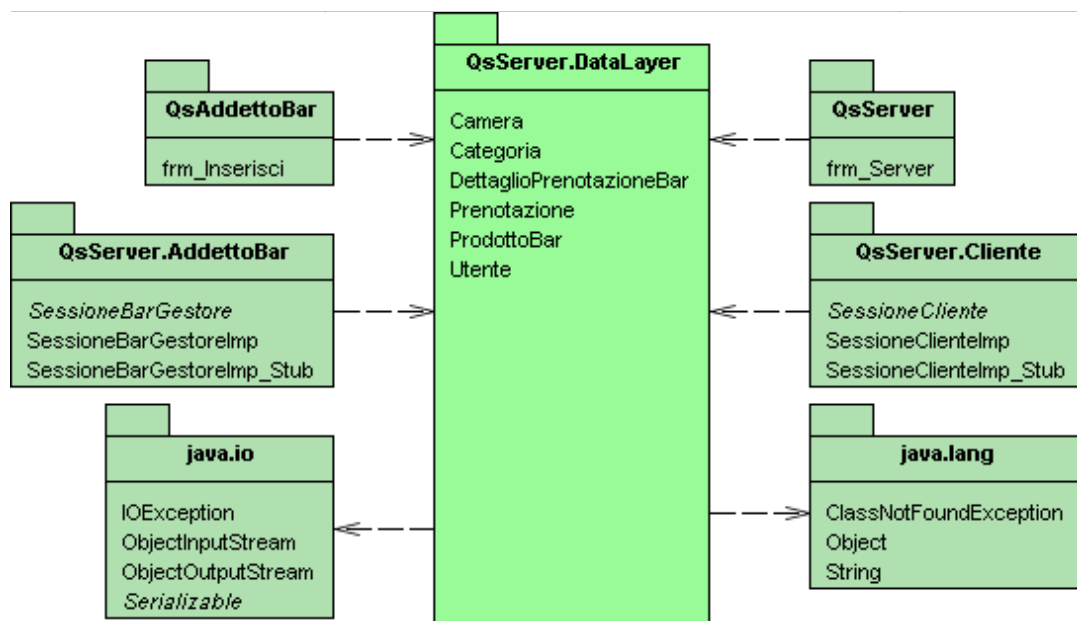 QsAddettoBar
frm_Inserisci
QsServer.AddettoBar
SessioneBarGestore
SessioneBarGestoreImp
SessioneBarGestoreImp_Stub
java.io
IOException
ObjectInputStream
ObjectOutputStream
Serializable
QsServer.DataLayer
Camera
Categoria
DettaglioPrenotazioneBar
Prenotazione
ProdottoBar
Utente
QsServer
frm_Server
QsServer.Cliente
SessioneCliente
SessioneClienteImp
SessioneClienteImp_Stub
java.lang
ClassNotFoundException
Object
String